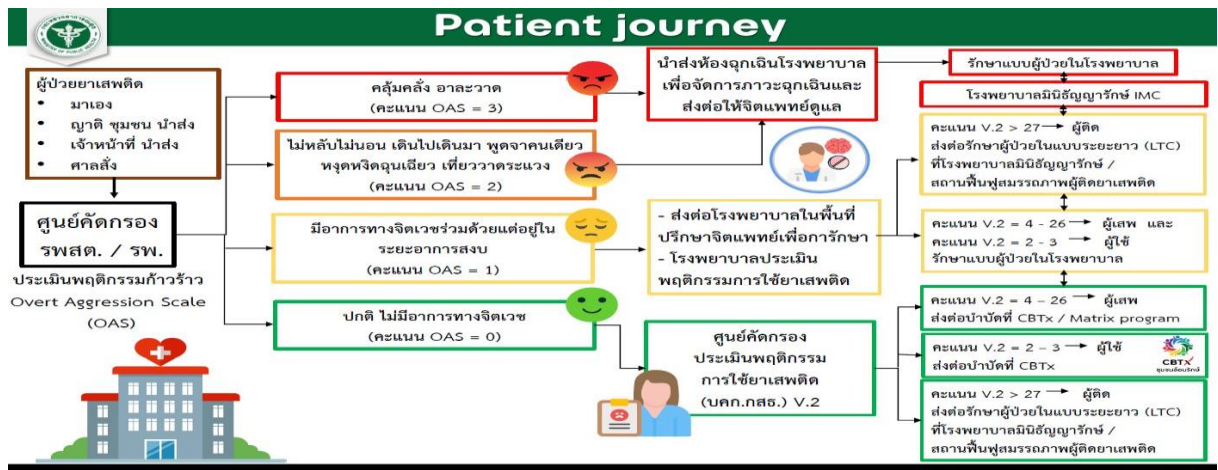 Patient journey
ผู้ป่วยยาเสพติด
• มาเอง
• ญาติ ชุมชน นำส่ง
• เจ้าหน้าที่ นำส่ง
• ศาลสั่ง
ศูนย์คัดกรอง
รพสต. / รพ.
ประเมินพฤติกรรมก้าวร้าว
Overt Aggression Scale
(OAS)
คลุ้มคลั่ง อาละวาด
(คะแนน OAS = 3)
ไม่หลับไม่นอน เดินไปเดินมา พูดจาคนเดียว
หงุดหงิดฉุนเฉียว เที่ยววาดระแวง
(คะแนน OAS = 2)
มีอาการทางจิตเวชร่วมด้วยแต่อยู่ใน
ระยะอาการสงบ
(คะแนน OAS = 1)
ปกติ ไม่มีอาการทางจิตเวช
(คะแนน OAS = 0)
นำส่งห้องฉุกเฉินโรงพยาบาล
เพื่อจัดการภาวะฉุกเฉินและ
ส่งต่อให้จิตแพทย์ดูแล
- ส่งต่อโรงพยาบาลในพื้นที่
ปรึกษาจิตแพทย์เพื่อการักษา
- โรงพยาบาลประเมิน
พฤติกรรมการใช้ยาเสพติด
ศูนย์คัดกรอง
ประเมินพฤติกรรม
การใช้ยาเสพติด
(บคก.กสธ.) V.2
รักษาแบบผู้ป่วยในโรงพยาบาล
โรงพยาบาลมินิธัญญารักษ์ IMC
คะแนน V.2 > 27 → ผู้ติด
ส่งต่อรักษาผู้ป่วยในแบบระยะยาว (LTC)
ที่โรงพยาบาลมินิธัญญารักษ์ /
สถานฟื้นฟูสมรรถภาพผู้ติดยาเสพติด
คะแนน V.2 = 4 - 26 → ผู้เสพ และ
คะแนน V.2 = 2 - 3 → ผู้ใช้
รักษาแบบผู้ป่วยในโรงพยาบาล
คะแนน V.2 = 4 - 26 → ผู้เสพ
ส่งต่อบำบัดที่ CBTx / Matrix program
คะแนน V.2 = 2 - 3 → ผู้ใช้
ส่งต่อบำบัดที่ CBTx
CBTX
ชุมชนล้อมรักษ์
คะแนน V.2 > 27 → ผู้ติด
ส่งต่อรักษาผู้ป่วยในแบบระยะยาว (LTC)
ที่โรงพยาบาลมินิธัญญารักษ์ /
สถานฟื้นฟูสมรรถภาพผู้ติดยาเสพติด